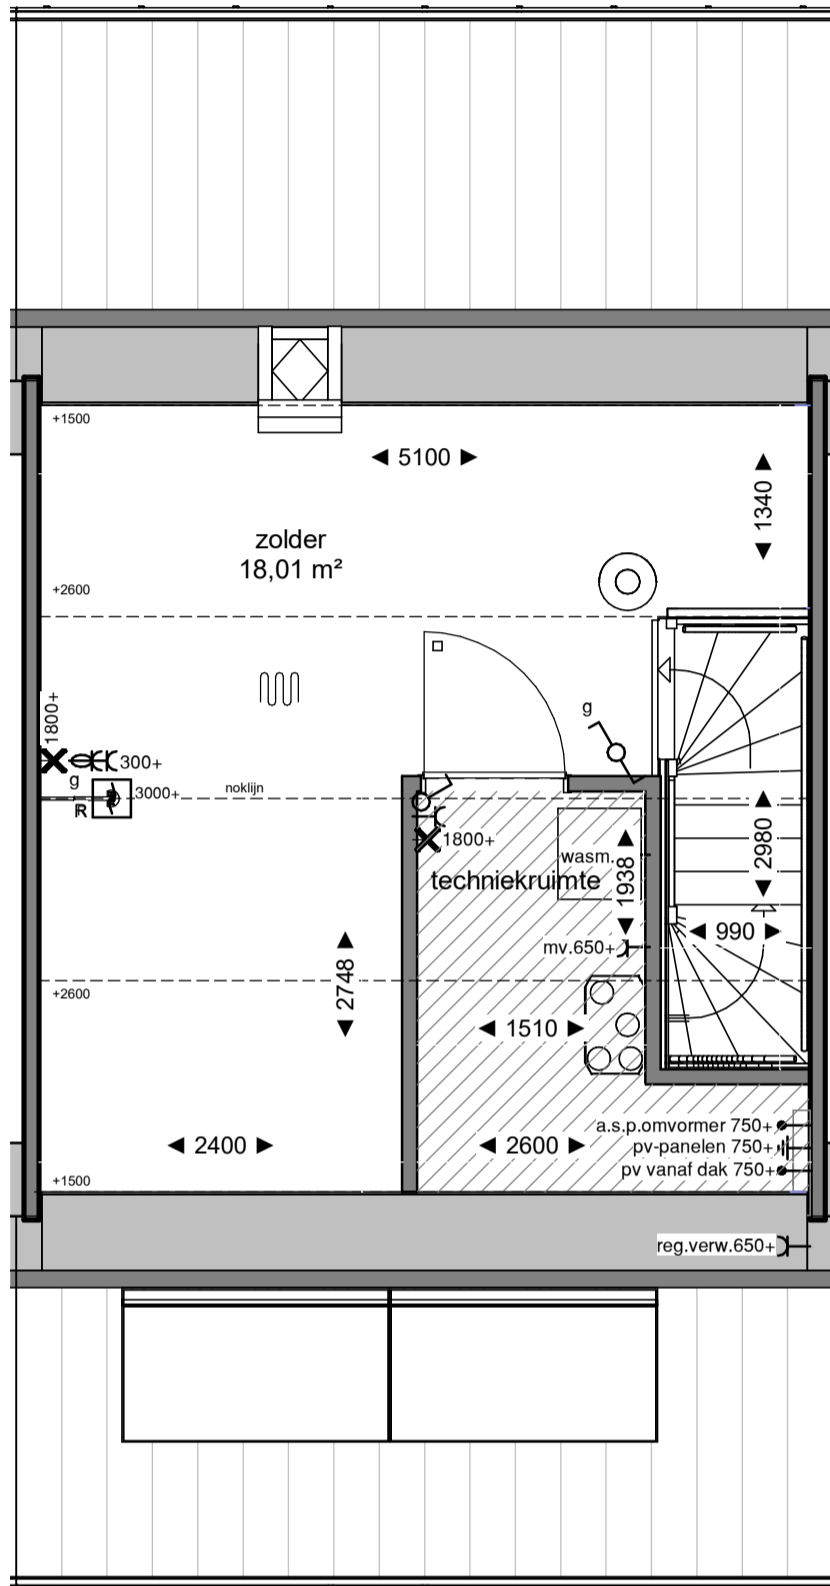 +1500
5100
1340
zolder
18,01 m²
+2600
1800+
g
300+
g
3000+
R
noklijn
1800+
wasm.
techniekruimte
1938
2980
990
mv.650+
+2600
2748
1510
a.s.p.omvormer 750+
2400
2600
pv-panelen 750+
pv vanaf dak 750+
+1500
reg.verw.650+